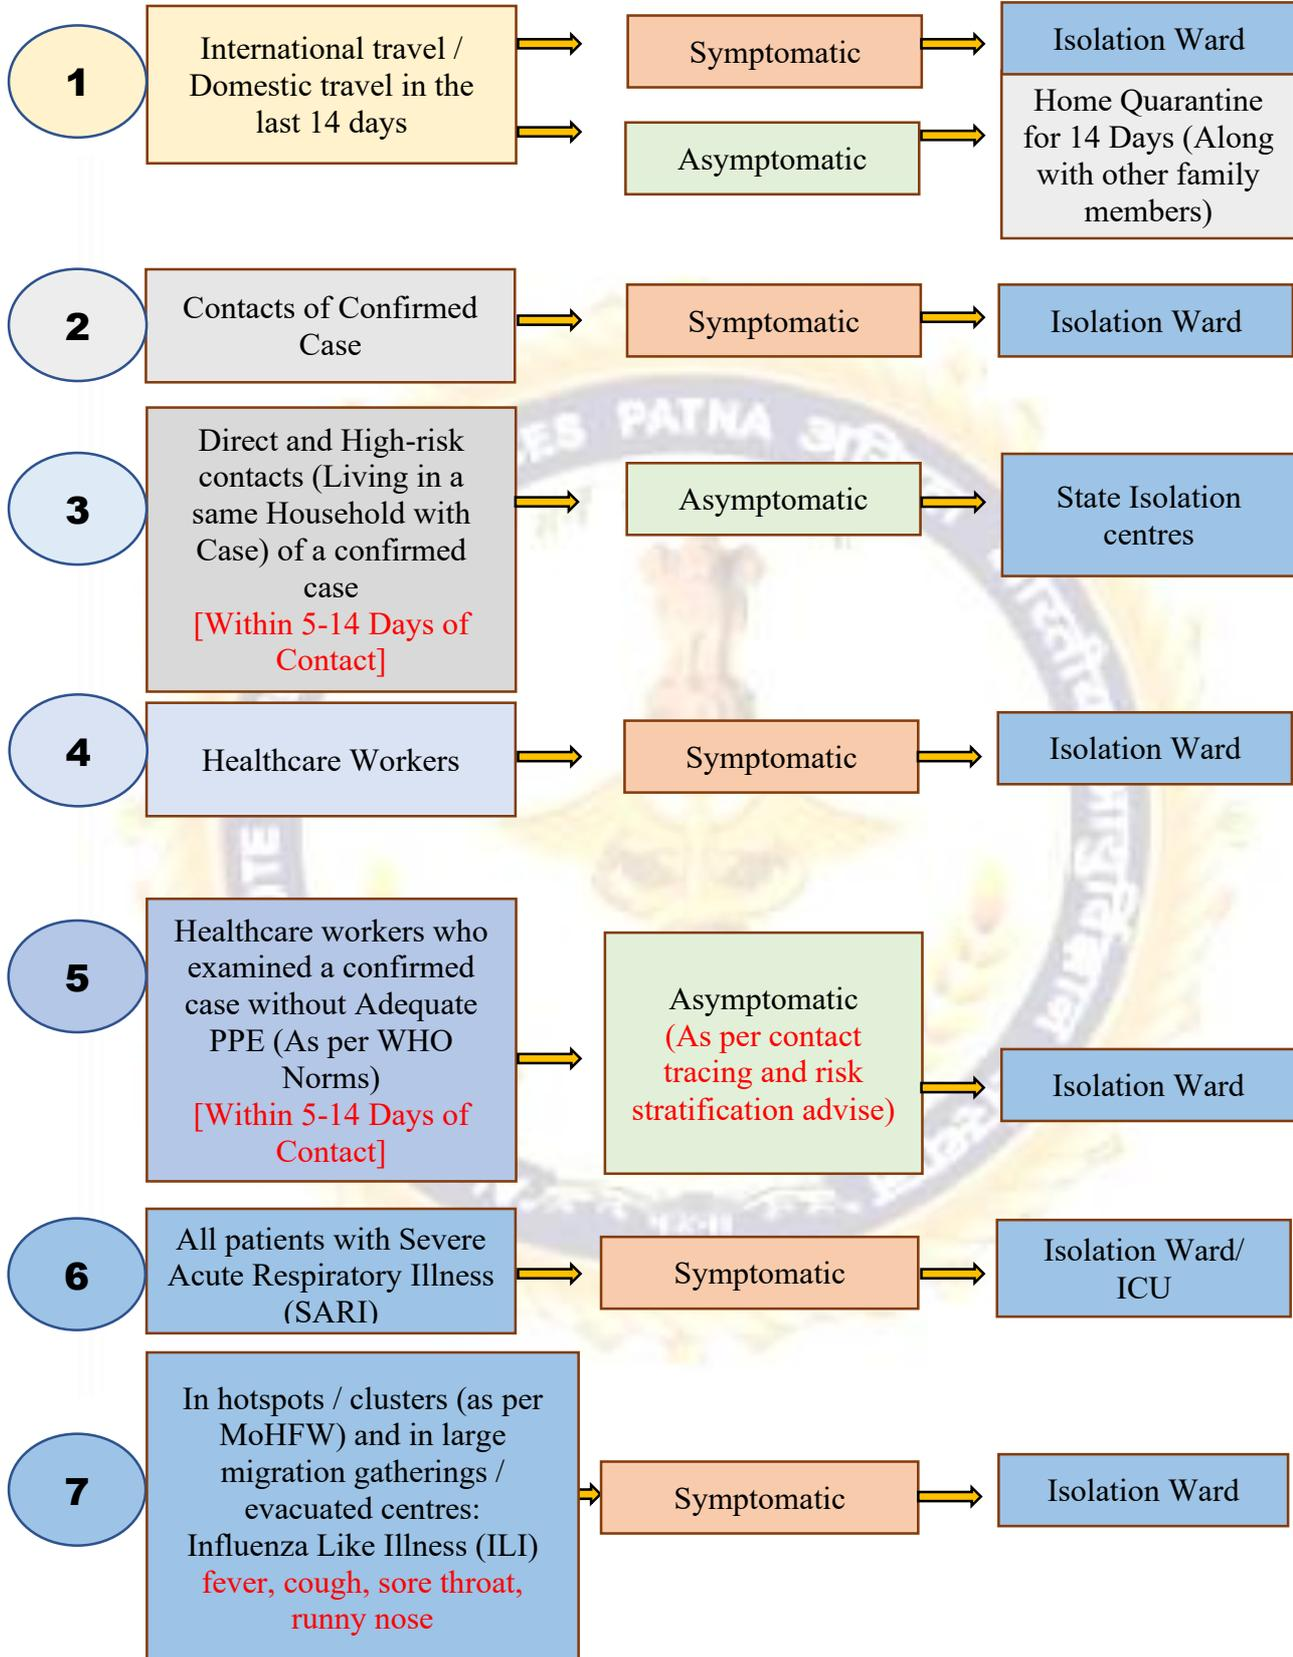 1
International travel /
Domestic travel in the
last 14 days
Symptomatic
Isolation Ward
Asymptomatic
Home Quarantine
for 14 Days (Along
with other family
members)
2
Contacts of Confirmed
Case
Symptomatic
Isolation Ward
3
Direct and High-risk
contacts (Living in a
same Household with
Case) of a confirmed
case
[Within 5-14 Days of
Contact]
Asymptomatic
State Isolation
centres
4
Healthcare Workers
Symptomatic
Isolation Ward
5
Healthcare workers who
examined a confirmed
case without Adequate
PPE (As per WHO
Norms)
[Within 5-14 Days of
Contact]
Asymptomatic
(As per contact
tracing and risk
stratification advise)
Isolation Ward
6
All patients with Severe
Acute Respiratory Illness
(SARI)
Symptomatic
Isolation Ward/
ICU
7
In hotspots / clusters (as per
MoHFW) and in large
migration gatherings /
evacuated centres:
Influenza Like Illness (ILI)
fever, cough, sore throat,
runny nose
Symptomatic
Isolation Ward
PATNA